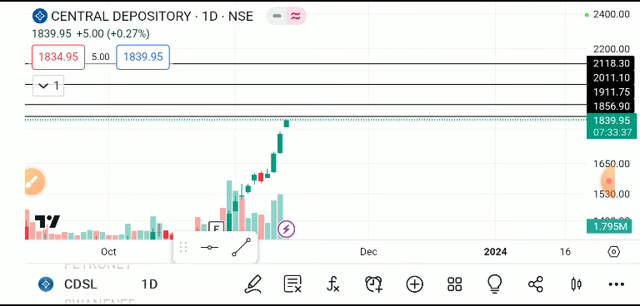 CENTRAL DEPOSITORY · 1D · NSE
1839.95 +5.00 (+0.27%)
1834.95 5.00 1839.95
1
2400.00
2200.00
2118.30
2011.10
1911.75
1856.90
1839.95
07:33:37
1650.00
1530.00
1.795M
E
Oct Dec 2024 16
PETRONET
CDSL 1D